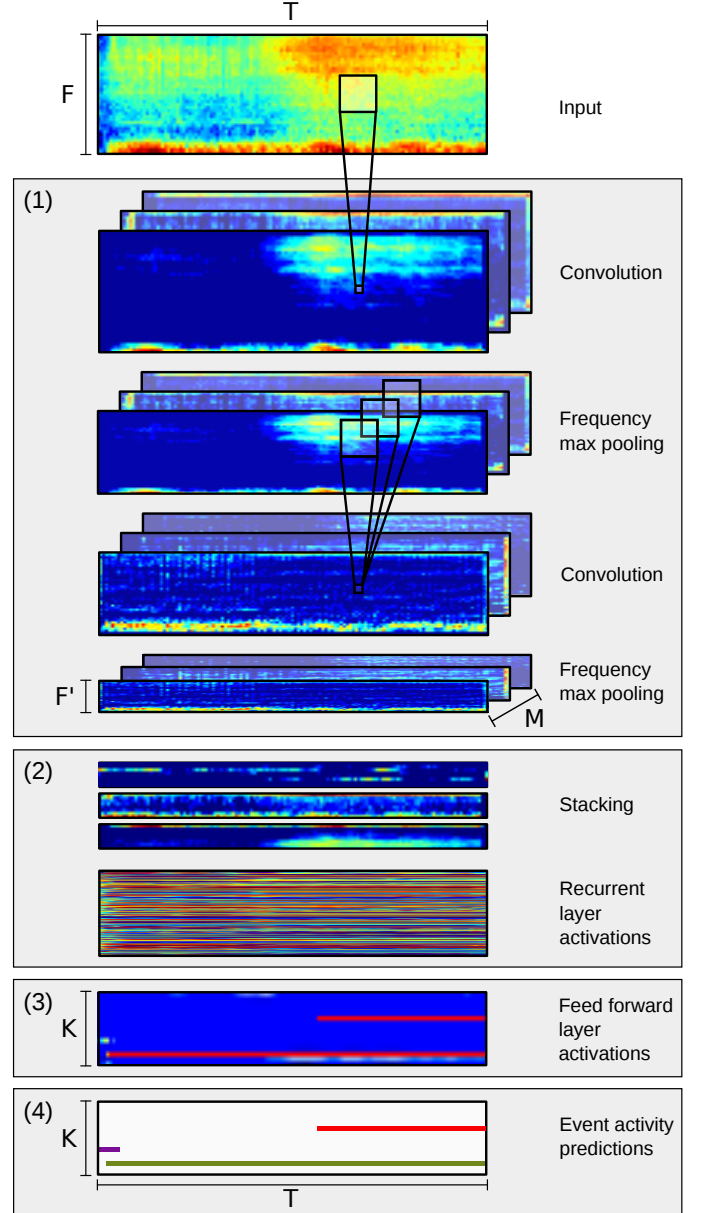 T
F
Input
(1)
Convolution
Frequency
max pooling
Convolution
Frequency
max pooling
F'
M
(2)
Stacking
Recurrent
layer
activations
(3)
K
Feed forward
layer
activations
(4)
K
Event activity
predictions
T